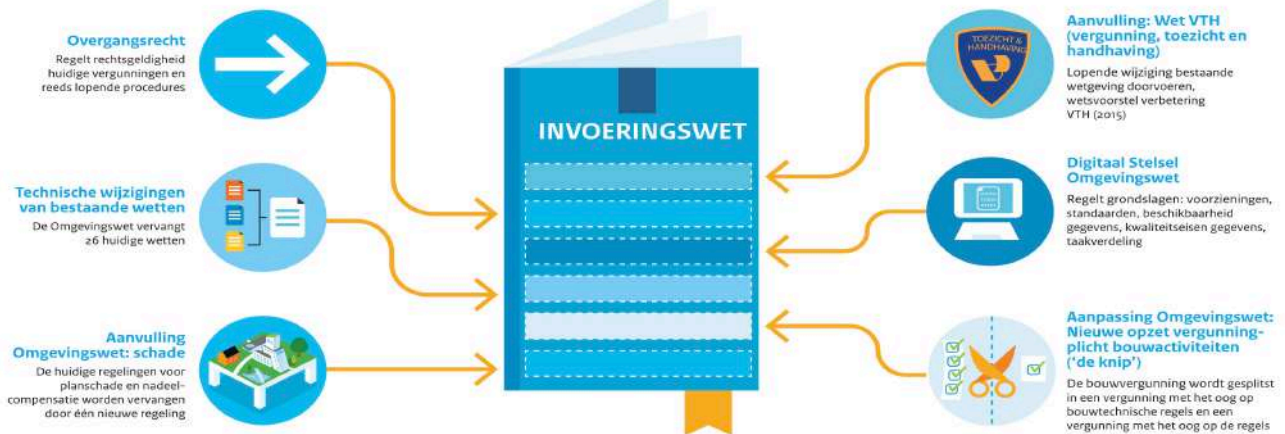 Overgangsrecht
Regelt rechtsgeldigheid
huidige vergunningen en
reeds lopende procedures
Technische wijzigingen
van bestaande wetten
De Omgevingswet vervangt
26 huidige wetten
Aanvulling
Omgevingswet: schade
De huidige regelingen voor
planschade en nadeel-
compensatie worden vervangen
door één nieuwe regeling
INVOERINGSWET
TOEZICHT &
HANDHAVING
Aanvulling: Wet VTH
(vergunning, toezicht en
handhaving)
Lopende wijziging bestaande
wetgeving doorvoeren,
wetsvoorstel verbetering
VTH (2015)
Digitaal Stelsel
Omgevingswet
Regelt grondslagen: voorzieningen,
standaarden, beschikbaarheid
gegevens, kwaliteitseisen gegevens,
taakverdeling
Aanpassing Omgevingswet:
Nieuwe opzet vergunning-
plicht bouwactiviteiten
('de knip')
De bouwvergunning wordt gesplitst
in een vergunning met het oog op
bouwtechnische regels en een
vergunning met het oog op de regels